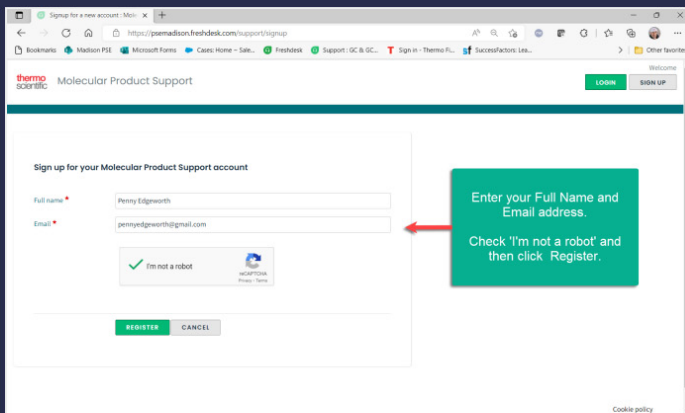 Signup for a new account : Mole
https://psemadison.freshdesk.com/support/signup
Bookmarks Madison PSE Microsoft Forms Cases: Home – Sale... Freshdesk Support : GC & GC... Sign in - Thermo Fi... SuccessFactors: Lea... Other favorite
Welcome
thermo
scientific
Molecular Product Support
LOGIN SIGN UP
Sign up for your Molecular Product Support account
Full name * Penny Edgeworth
Email * pennyedgeworth@gmail.com
I'm not a robot
reCAPTCHA
Privacy - Terms
REGISTER CANCEL
Enter your Full Name and
Email address.
Check 'I'm not a robot' and
then click Register.
Cookie policy